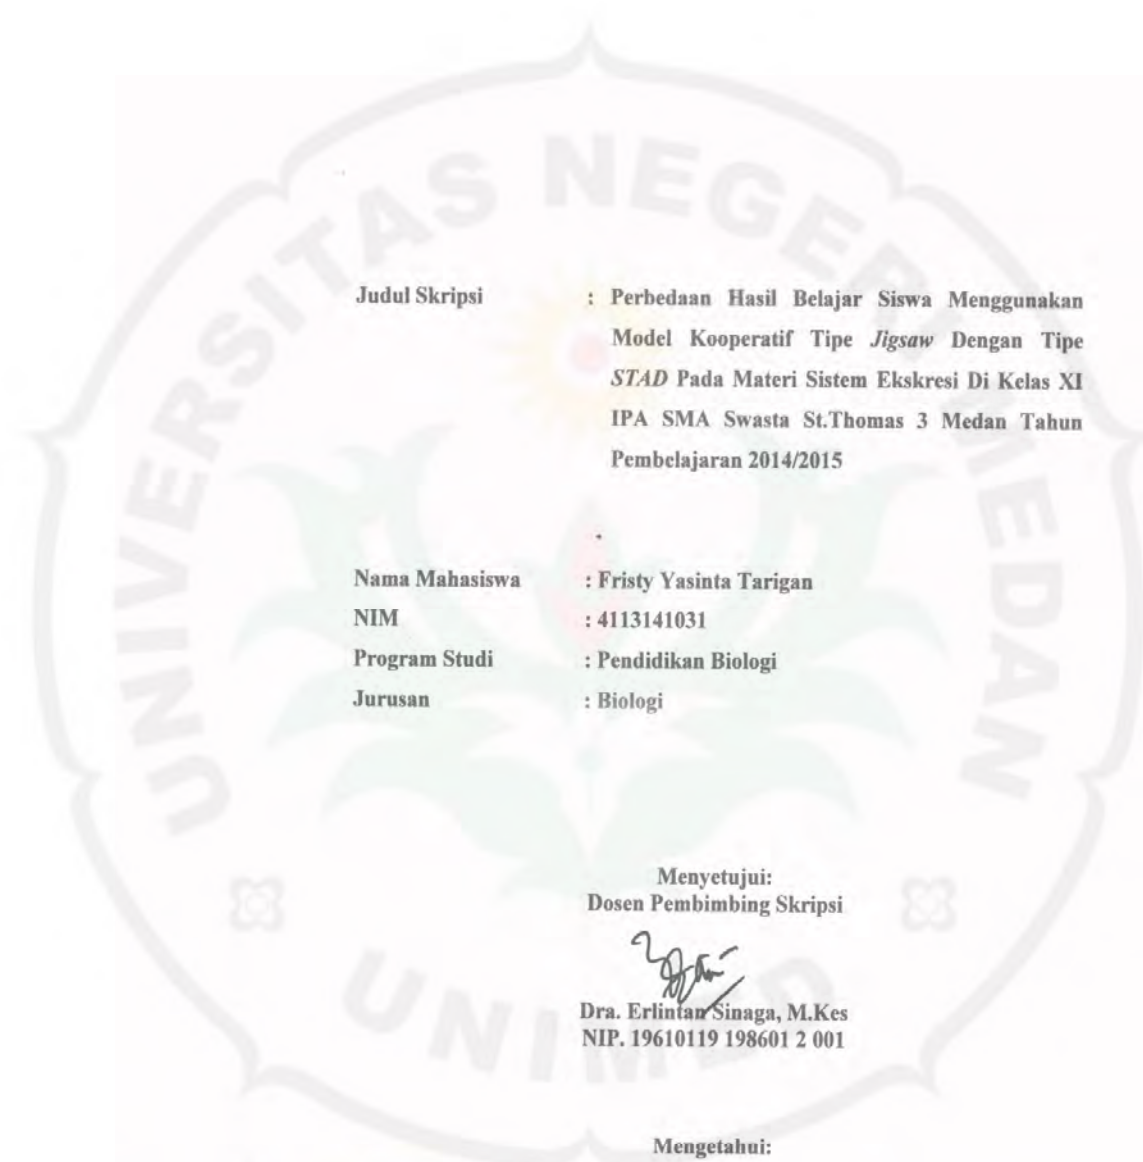 UNIVERSITAS NEGERI MEDAN
Judul Skripsi : Perbedaan Hasil Belajar Siswa Menggunakan
Model Kooperatif Tipe Jigsaw Dengan Tipe
STAD Pada Materi Sistem Ekskresi Di Kelas XI
IPA SMA Swasta St.Thomas 3 Medan Tahun
Pembelajaran 2014/2015
Nama Mahasiswa : Fristy Yasinta Tarigan
NIM : 4113141031
Program Studi : Pendidikan Biologi
Jurusan : Biologi
Menyetujui:
Dosen Pembimbing Skripsi
Dra. Erlintan Sinaga, M.Kes
NIP. 19610119 198601 2 001
UNIMED
Mengetahui: